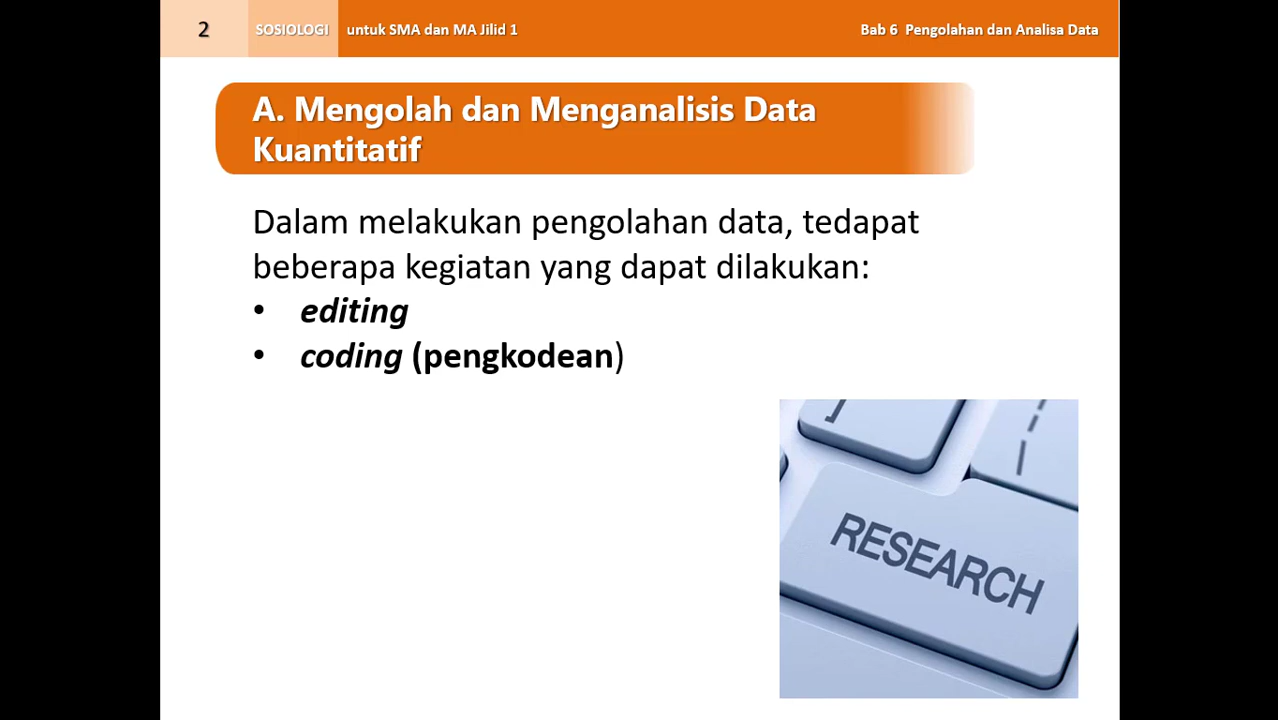 2 SOSIOLOGI untuk SMA dan MA Jilid 1 Bab 6 Pengolahan dan Analisa Data
A. Mengolah dan Menganalisis Data
Kuantitatif
Dalam melakukan pengolahan data, tedapat
beberapa kegiatan yang dapat dilakukan:
• editing
• coding (pengkodean)
]
RESEARCH